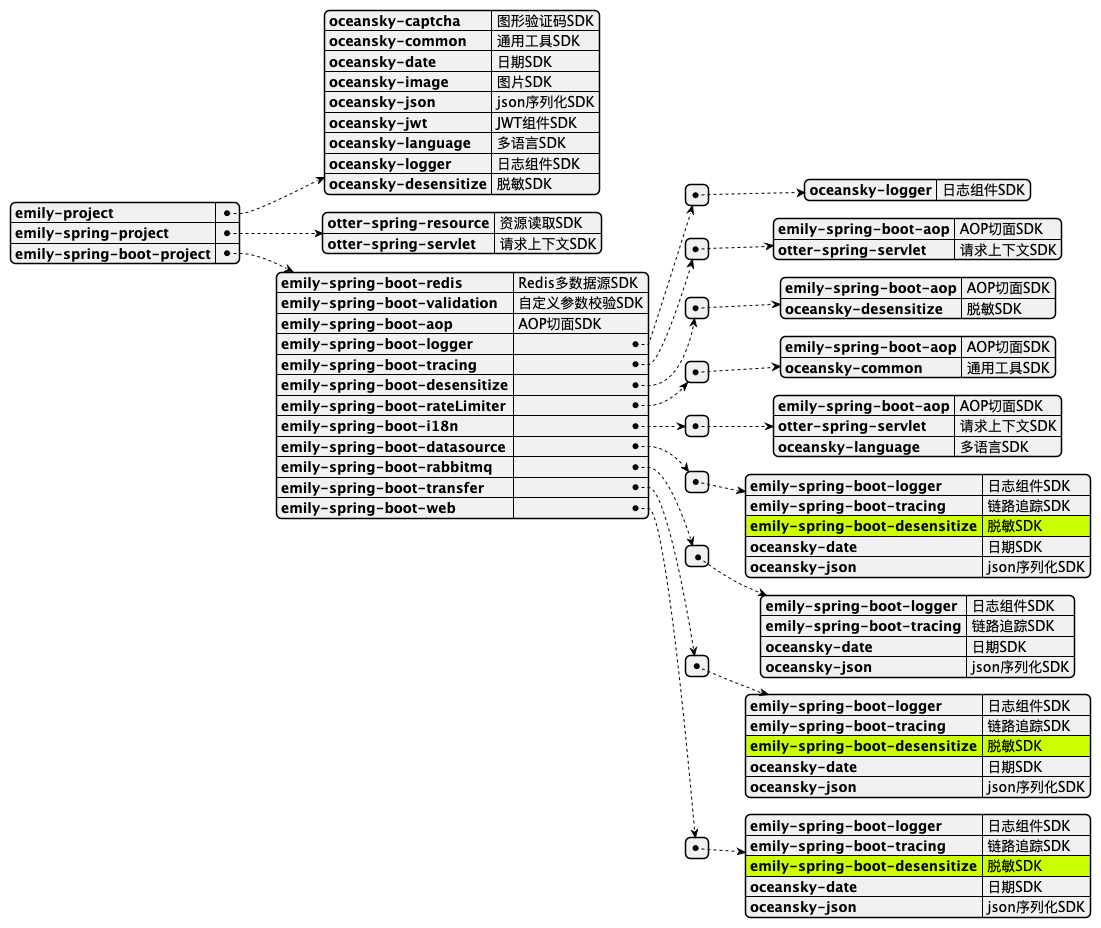 oceansky-captcha 图形验证码SDK
oceansky-common 通用工具SDK
oceansky-date 日期SDK
oceansky-image 图片SDK
oceansky-json json序列化SDK
oceansky-jwt JWT组件SDK
oceansky-language 多语言SDK
oceansky-logger 日志组件SDK
oceansky-desensitize 脱敏SDK
emily-project
emily-spring-project
emily-spring-boot-project
otter-spring-resource 资源读取SDK
otter-spring-servlet 请求上下文SDK
emily-spring-boot-redis Redis多数据源SDK
emily-spring-boot-validation 自定义参数校验SDK
emily-spring-boot-aop AOP切面SDK
emily-spring-boot-logger
emily-spring-boot-tracing
emily-spring-boot-desensitize
emily-spring-boot-rateLimiter
emily-spring-boot-i18n
emily-spring-boot-datasource
emily-spring-boot-rabbitmq
emily-spring-boot-transfer
emily-spring-boot-web
oceansky-logger 日志组件SDK
emily-spring-boot-aop AOP切面SDK
otter-spring-servlet 请求上下文SDK
emily-spring-boot-aop AOP切面SDK
oceansky-desensitize 脱敏SDK
emily-spring-boot-aop AOP切面SDK
oceansky-common 通用工具SDK
emily-spring-boot-aop AOP切面SDK
otter-spring-servlet 请求上下文SDK
oceansky-language 多语言SDK
emily-spring-boot-logger 日志组件SDK
emily-spring-boot-tracing 链路追踪SDK
emily-spring-boot-desensitize 脱敏SDK
oceansky-date 日期SDK
oceansky-json json序列化SDK
emily-spring-boot-logger 日志组件SDK
emily-spring-boot-tracing 链路追踪SDK
oceansky-date 日期SDK
oceansky-json json序列化SDK
emily-spring-boot-logger 日志组件SDK
emily-spring-boot-tracing 链路追踪SDK
emily-spring-boot-desensitize 脱敏SDK
oceansky-date 日期SDK
oceansky-json json序列化SDK
emily-spring-boot-logger 日志组件SDK
emily-spring-boot-tracing 链路追踪SDK
emily-spring-boot-desensitize 脱敏SDK
oceansky-date 日期SDK
oceansky-json json序列化SDK